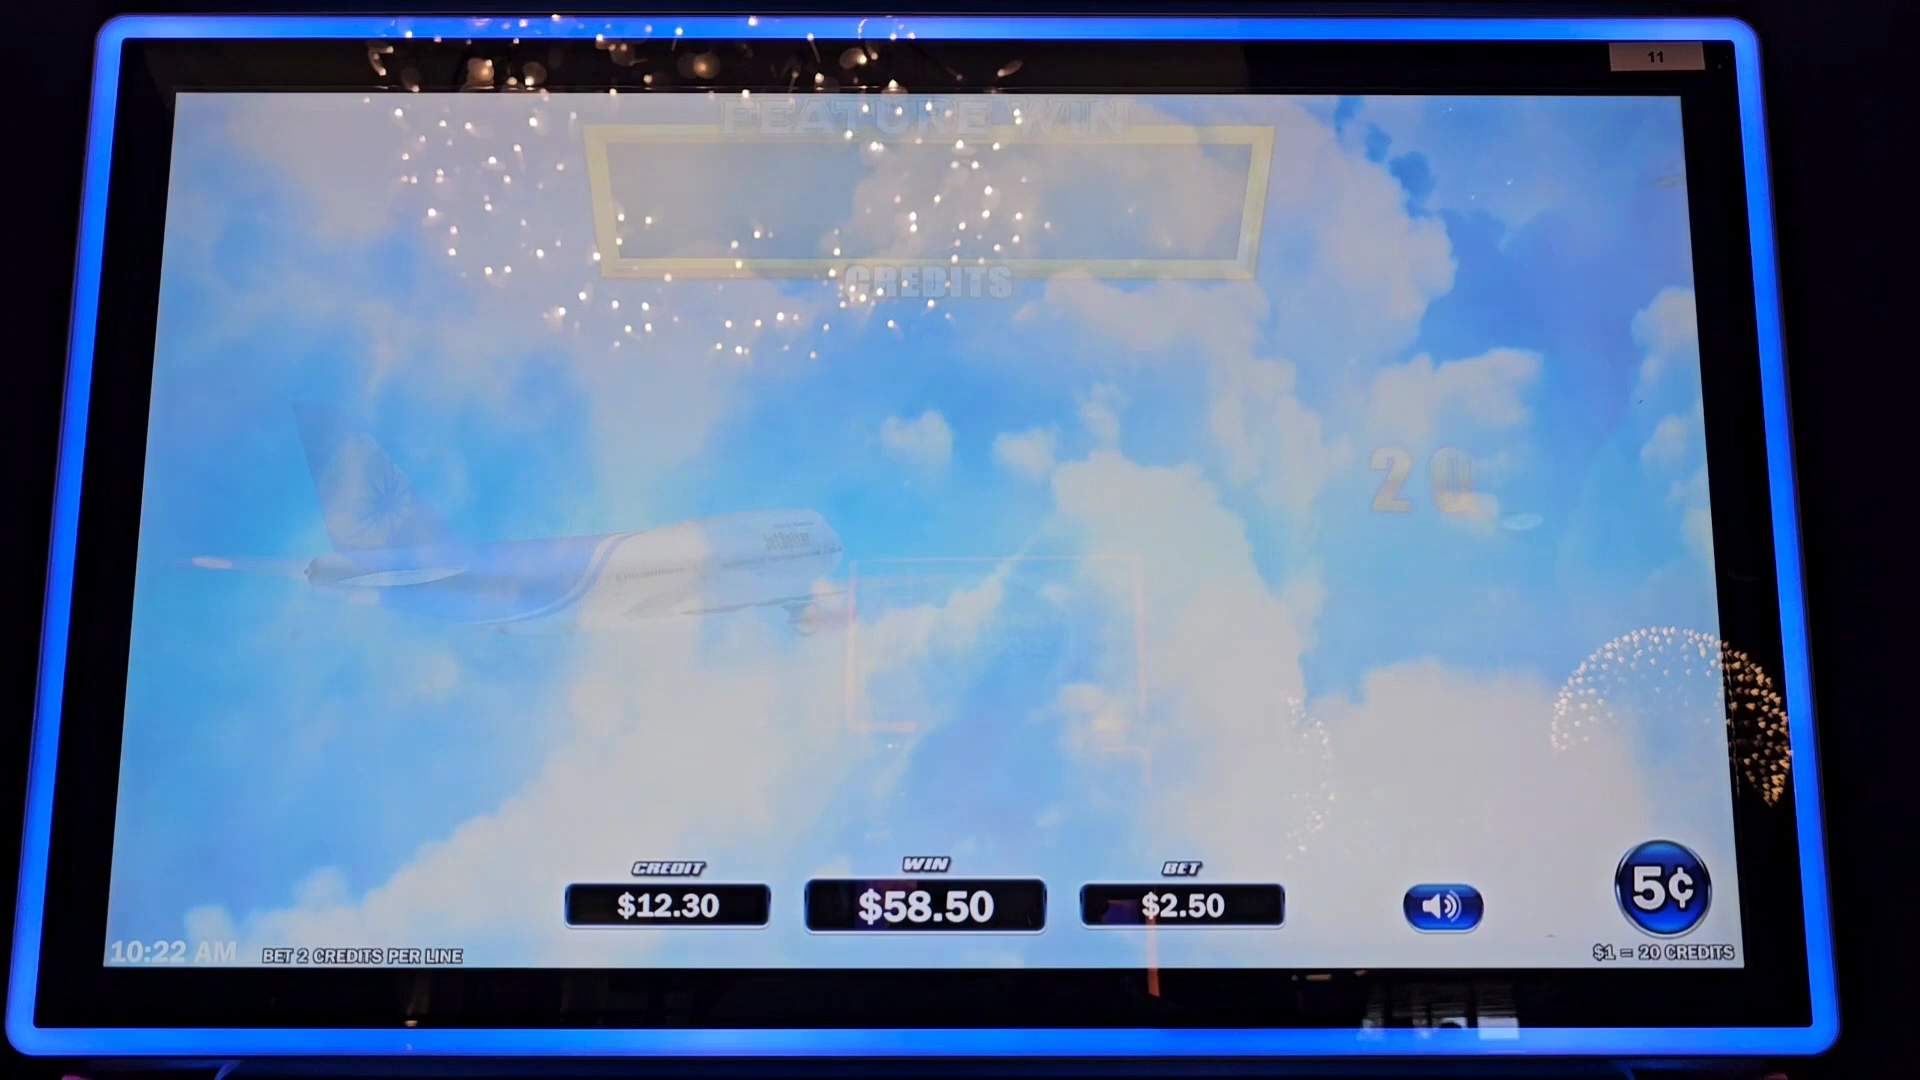 11
FEATURE WIN
CREDITS
20
CREDIT
WIN
BET
$12.30
$58.50
$2.50
5¢
10:22 AM
BET 2 CREDITS PER LINE
$1 = 20 CREDITS